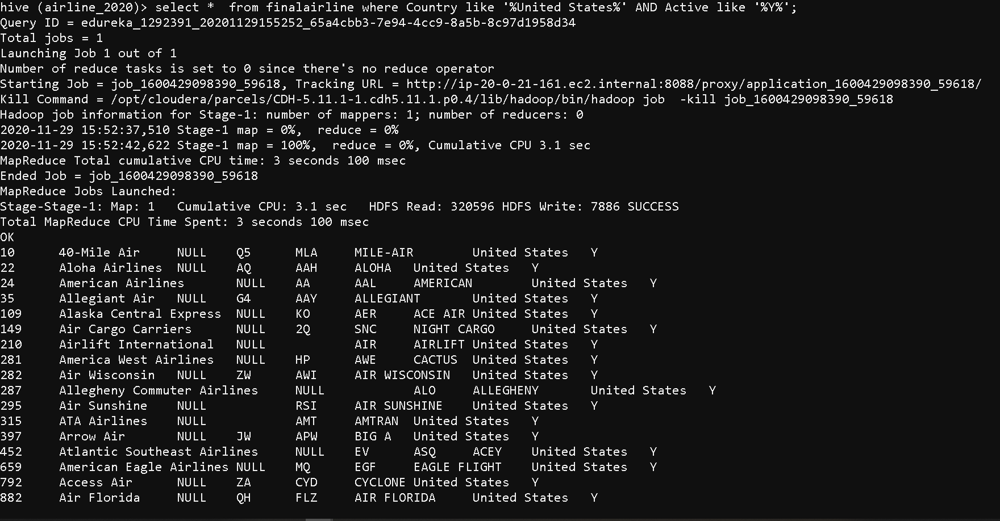 hive (airline_2020)> select *  from finalairline where Country like '%United States%' AND Active like '%Y%';
Query ID = edureka_1292391_20201129155252_65a4cbb3-7e94-4cc9-8a5b-8c97d1958d34
Total jobs = 1
Launching Job 1 out of 1
Number of reduce tasks is set to 0 since there's no reduce operator
Starting Job = job_1600429098390_59618, Tracking URL = http://ip-20-0-21-161.ec2.internal:8088/proxy/application_1600429098390_59618/
Kill Command = /opt/cloudera/parcels/CDH-5.11.1-1.cdh5.11.1.p0.4/lib/hadoop/bin/hadoop job  -kill job_1600429098390_59618
Hadoop job information for Stage-1: number of mappers: 1; number of reducers: 0
2020-11-29 15:52:37,510 Stage-1 map = 0%,  reduce = 0%
2020-11-29 15:52:42,622 Stage-1 map = 100%,  reduce = 0%, Cumulative CPU 3.1 sec
MapReduce Total cumulative CPU time: 3 seconds 100 msec
Ended Job = job_1600429098390_59618
MapReduce Jobs Launched:
Stage-Stage-1: Map: 1   Cumulative CPU: 3.1 sec   HDFS Read: 320596 HDFS Write: 7886 SUCCESS
Total MapReduce CPU Time Spent: 3 seconds 100 msec
OK
10      40-Mile Air     NULL    Q5      MLA     MILE-AIR        United States   Y
22      Aloha Airlines  NULL    AQ      AAH     ALOHA   United States   Y
24      American Airlines       NULL    AA      AAL     AMERICAN        United States   Y
35      Allegiant Air   NULL    G4      AAY     ALLEGIANT       United States   Y
109     Alaska Central Express  NULL    KO      AER     ACE AIR United States   Y
149     Air Cargo Carriers      NULL    2Q      SNC     NIGHT CARGO     United States   Y
210     Airlift International   NULL            AIR     AIRLIFT United States   Y
281     America West Airlines   NULL    HP      AWE     CACTUS  United States   Y
282     Air Wisconsin   NULL    ZW      AWI     AIR WISCONSIN   United States   Y
287     Allegheny Commuter Airlines     NULL            ALO     ALLEGHENY       United States   Y
295     Air Sunshine    NULL            RSI     AIR SUNSHINE    United States   Y
315     ATA Airlines    NULL            AMT     AMTRAN  United States   Y
397     Arrow Air       NULL    JW      APW     BIG A   United States   Y
452     Atlantic Southeast Airlines     NULL    EV      ASQ     ACEY    United States   Y
659     American Eagle Airlines NULL    MQ      EGF     EAGLE FLIGHT    United States   Y
792     Access Air      NULL    ZA      CYD     CYCLONE United States   Y
882     Air Florida     NULL    QH      FLZ     AIR FLORIDA     United States   Y